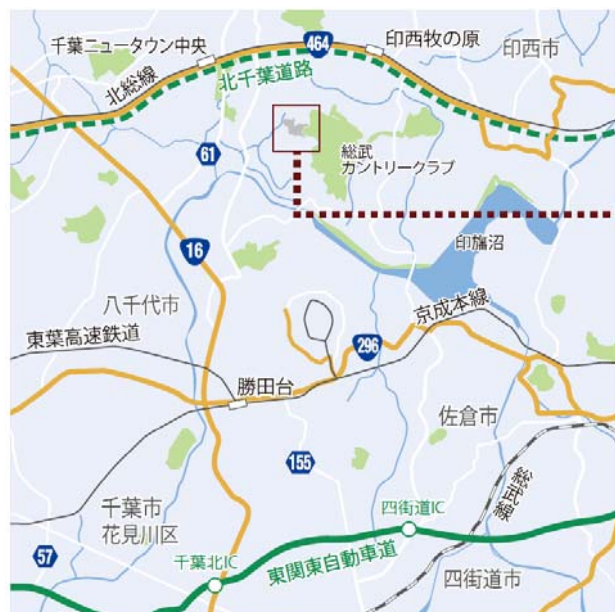 千葉ニュータウン中央
464
印西牧の原
印西市
北総線
北千葉道路
61
総武
カントリークラブ
16
印旛沼
八千代市
京成本線
東葉高速鉄道
296
勝田台
佐倉市
155
総武線
千葉市
花見川区
四街道IC
57
千葉北IC
東関東自動車道
四街道市